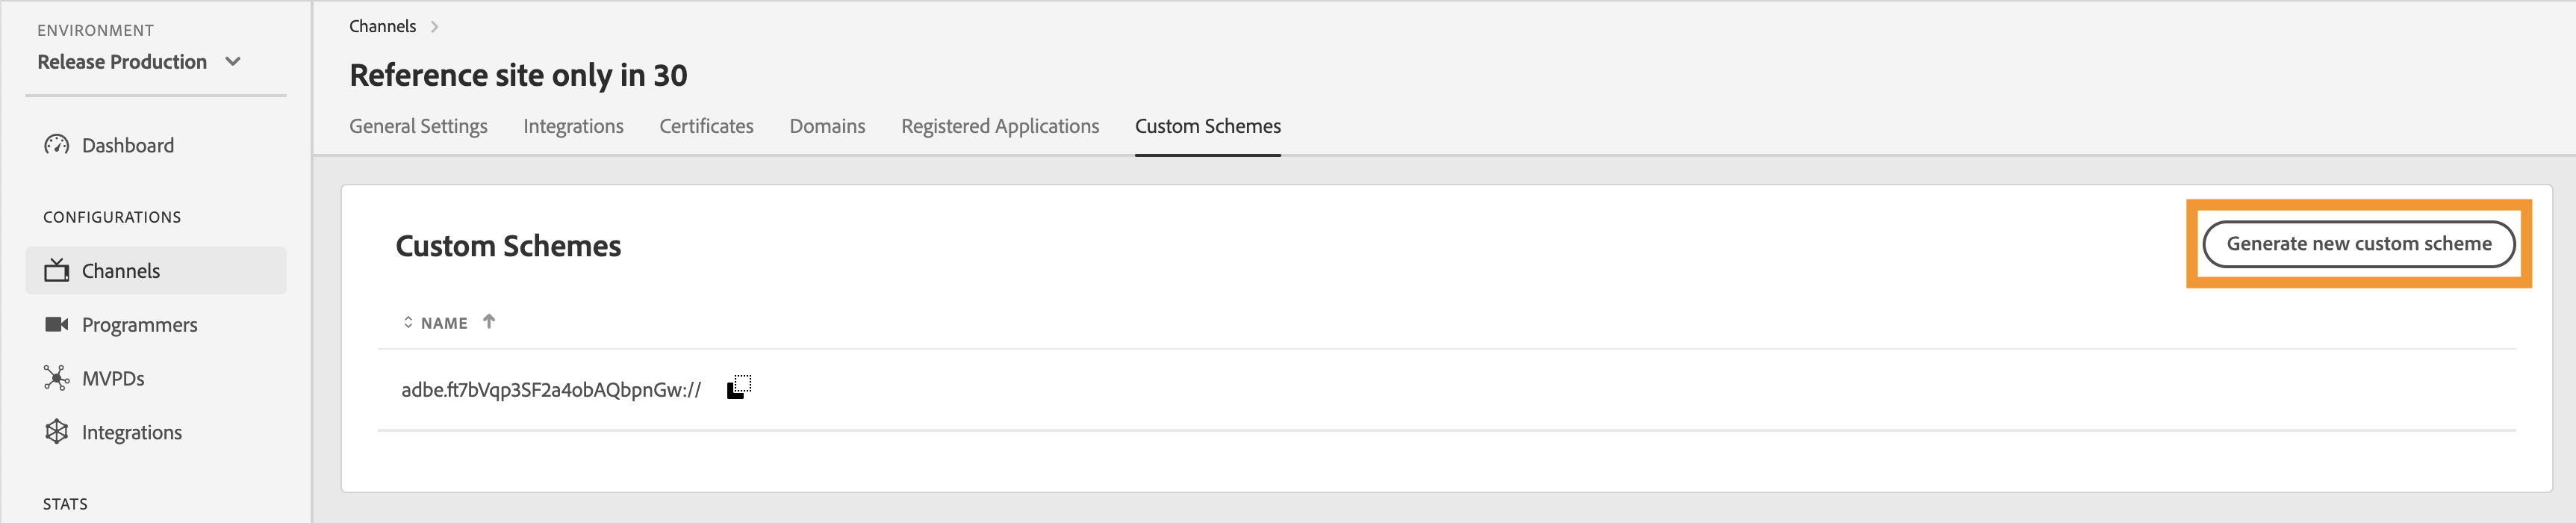 ENVIRONMENT
Release Production
Dashboard
CONFIGURATIONS
Channels
Programmers
MVPDs
Integrations
STATS
Channels
Reference site only in 30
General Settings Integrations Certificates Domains Registered Applications Custom Schemes
Custom Schemes
Generate new custom scheme
NAME
adbe.ft7bVqp3SF2a4obAQbpnGw://